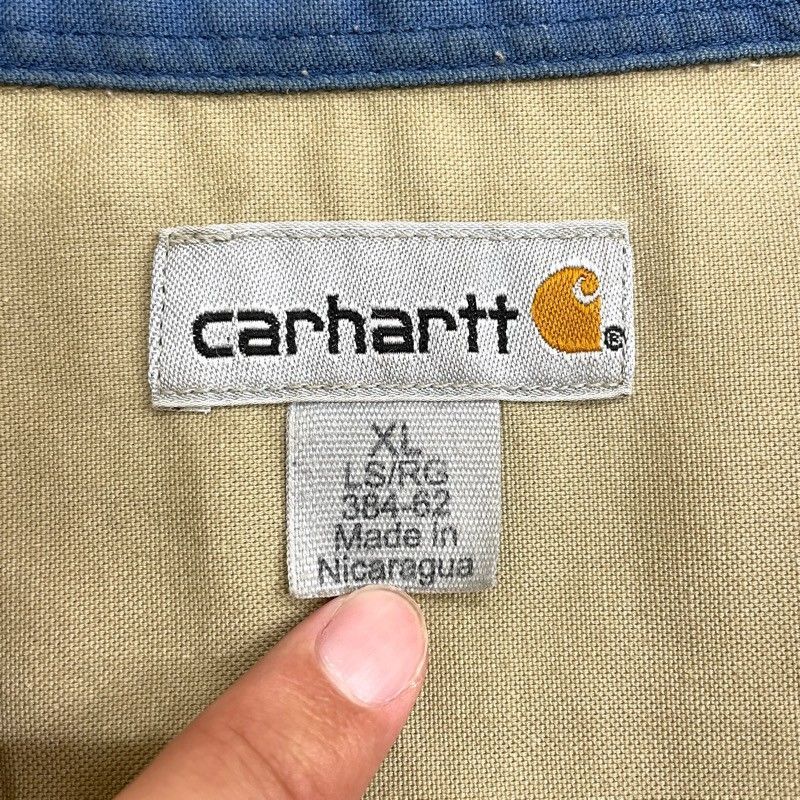 carhartt ®
XL
LS/RG
384-62
Made In
Nicaragua